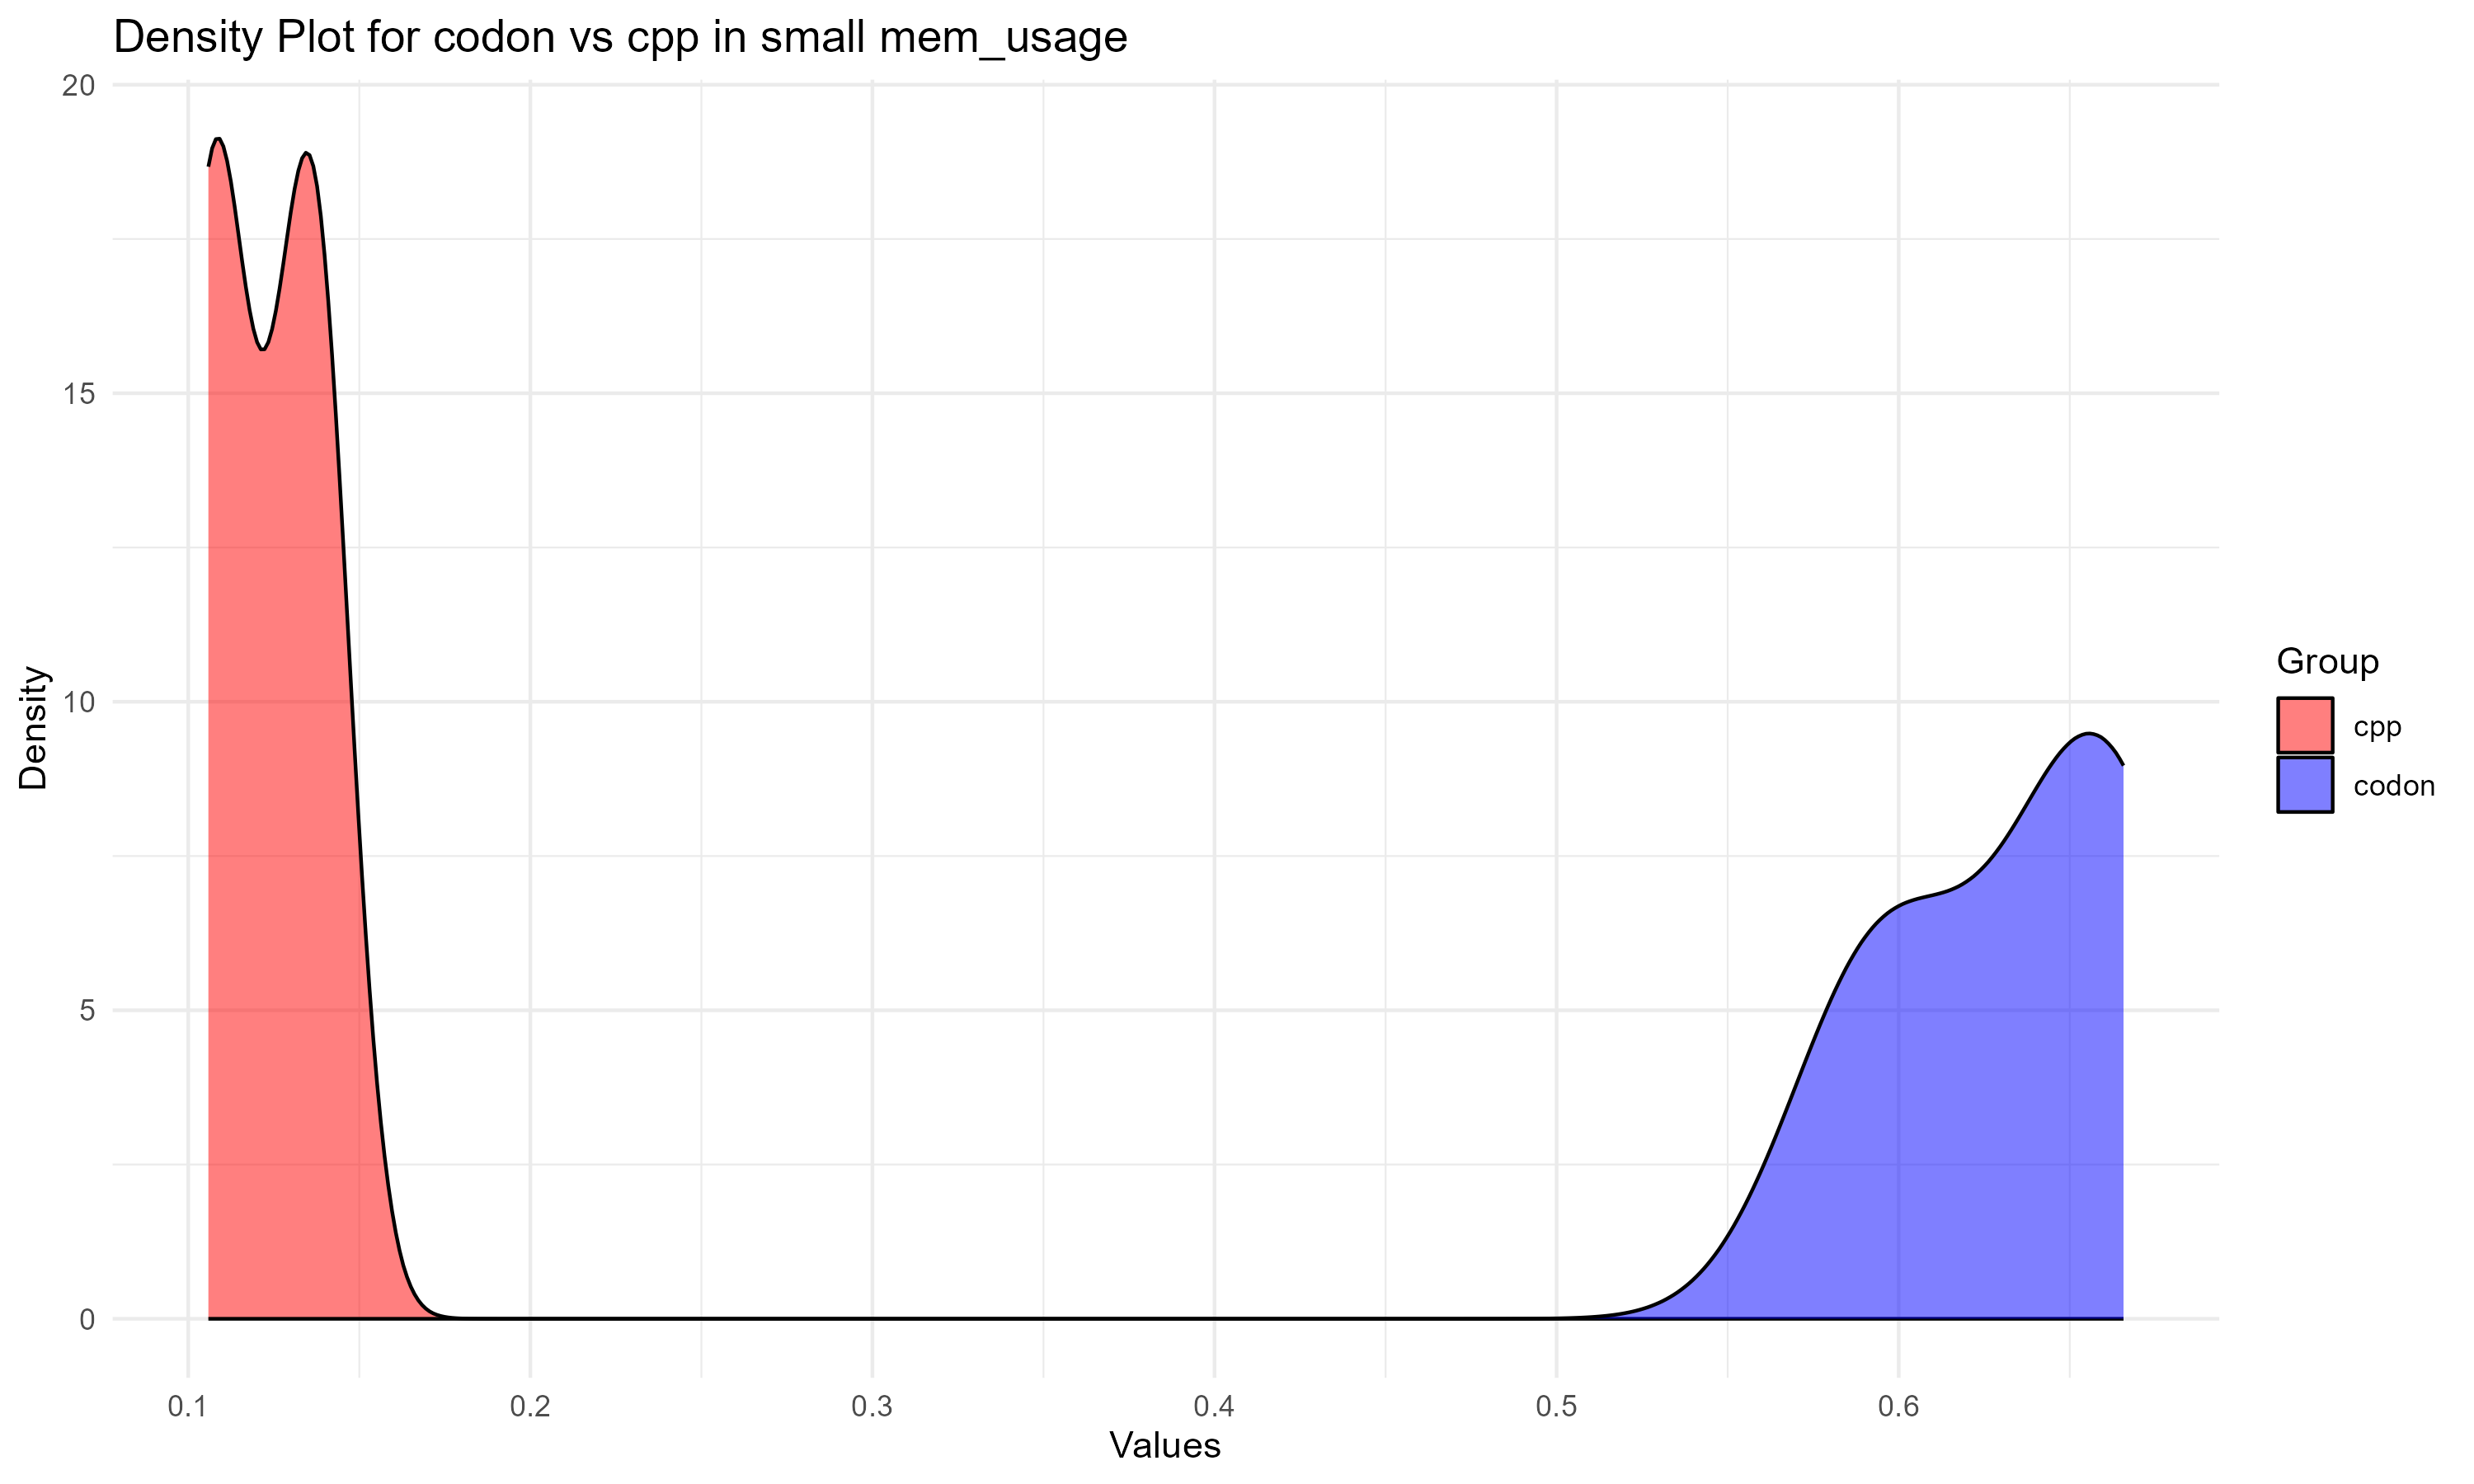 Density Plot for codon vs cpp in small mem_usage
20
15
10
5
0
Density
0.1 0.2 0.3 0.4 0.5 0.6
Values
Group
cpp
codon